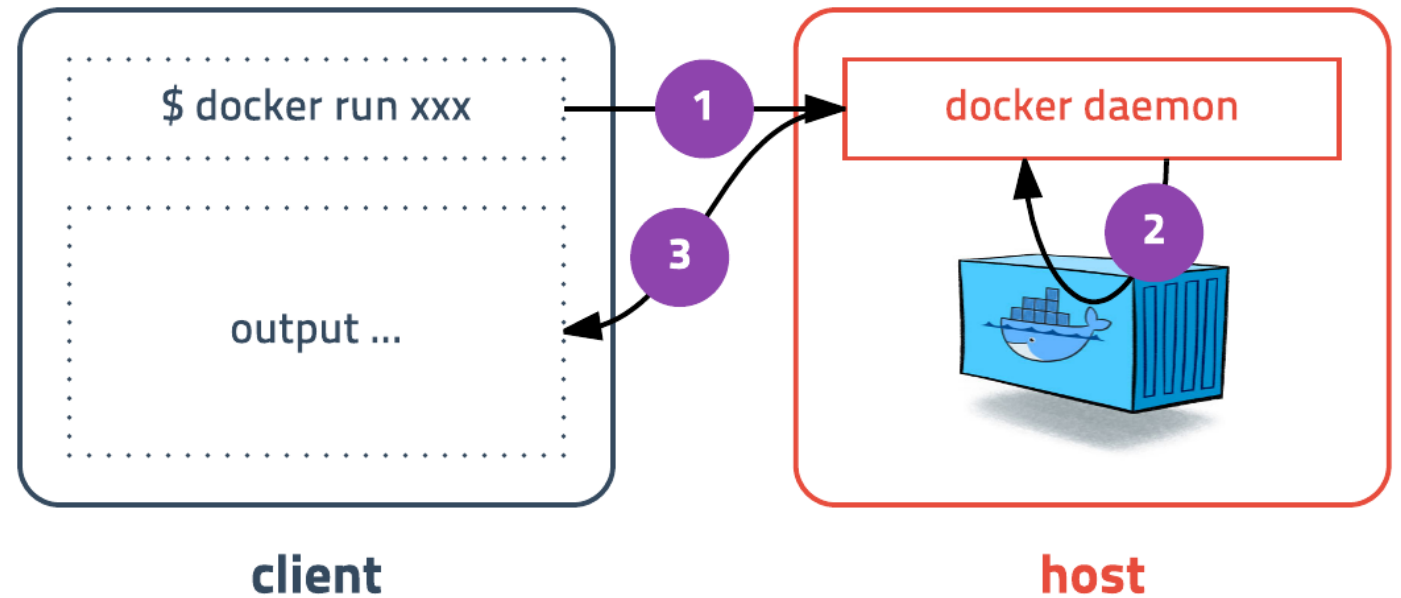 $ docker run xxx
1
docker daemon
2
3
output ...
client
host